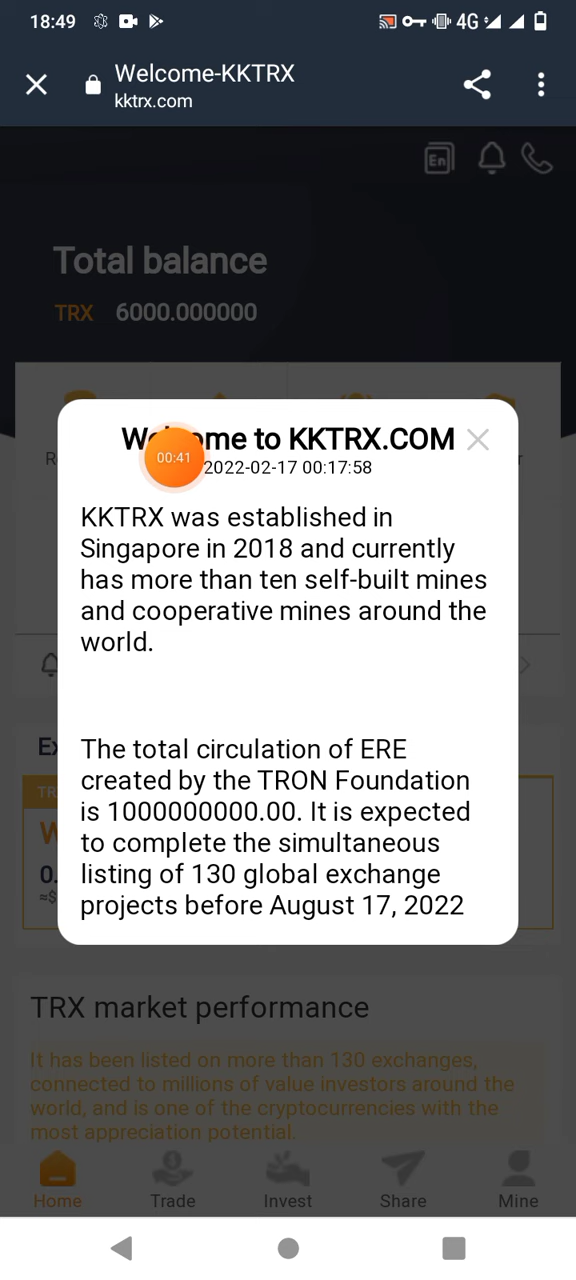 18:49
4G
Welcome-KKTRX
kktrx.com
En
Total balance
TRX 6000.000000
me to KKTRX.COM
00:41
2022-02-17 00:17:58
KKTRX was established in
Singapore in 2018 and currently
has more than ten self-built mines
and cooperative mines around the
world.
The total circulation of ERE
created by the TRON Foundation
is 1000000000.00. It is expected
to complete the simultaneous
listing of 130 global exchange
projects before August 17, 2022
TRX market performance
It has been listed on more than 130 exchanges,
connected to millions of value investors around the
world, and is one of the cryptocurrencies with the
most appreciation potential.
Home Trade Invest Share Mine